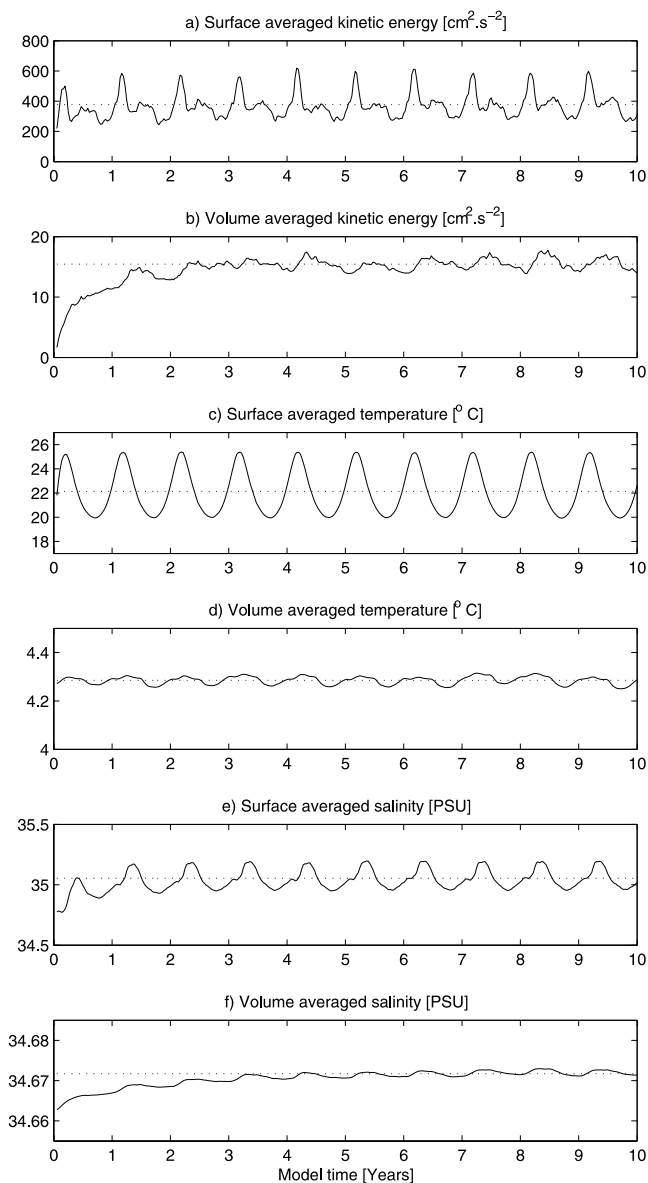 a) Surface averaged kinetic energy [cm².s⁻²]
800
600
400
200
0
0 1 2 3 4 5 6 7 8 9 10
b) Volume averaged kinetic energy [cm².s⁻²]
20
10
0
0 1 2 3 4 5 6 7 8 9 10
c) Surface averaged temperature [° C]
26
24
22
20
18
0 1 2 3 4 5 6 7 8 9 10
d) Volume averaged temperature [° C]
4.4
4.2
4
0 1 2 3 4 5 6 7 8 9 10
e) Surface averaged salinity [PSU]
35.5
35
34.5
0 1 2 3 4 5 6 7 8 9 10
f) Volume averaged salinity [PSU]
34.68
34.67
34.66
0 1 2 3 4 5 6 7 8 9 10
Model time [Years]